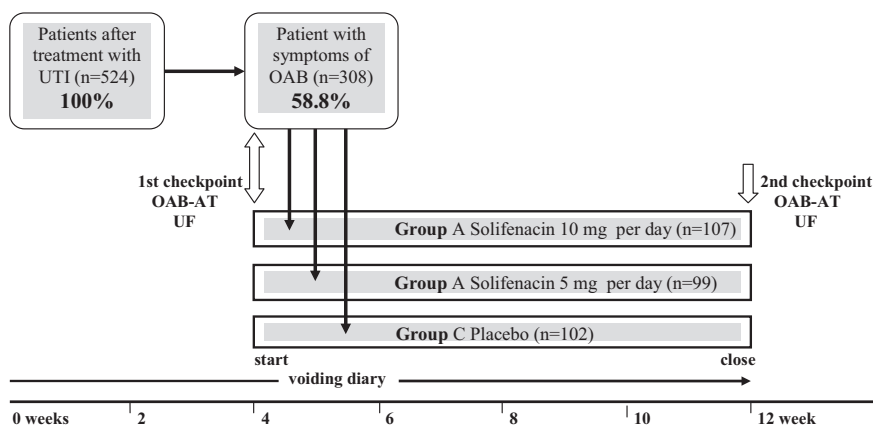 Patients after
treatment with
UTI (n=524)
100%
Patient with
symptoms of
OAB (n=308)
58.8%
1st checkpoint
OAB-AT
UF
2nd checkpoint
OAB-AT
UF
Group A Solifenacin 10 mg per day (n=107)
Group A Solifenacin 5 mg per day (n=99)
Group C Placebo (n=102)
start
close
voiding diary
0 weeks
2
4
6
8
10
12 week